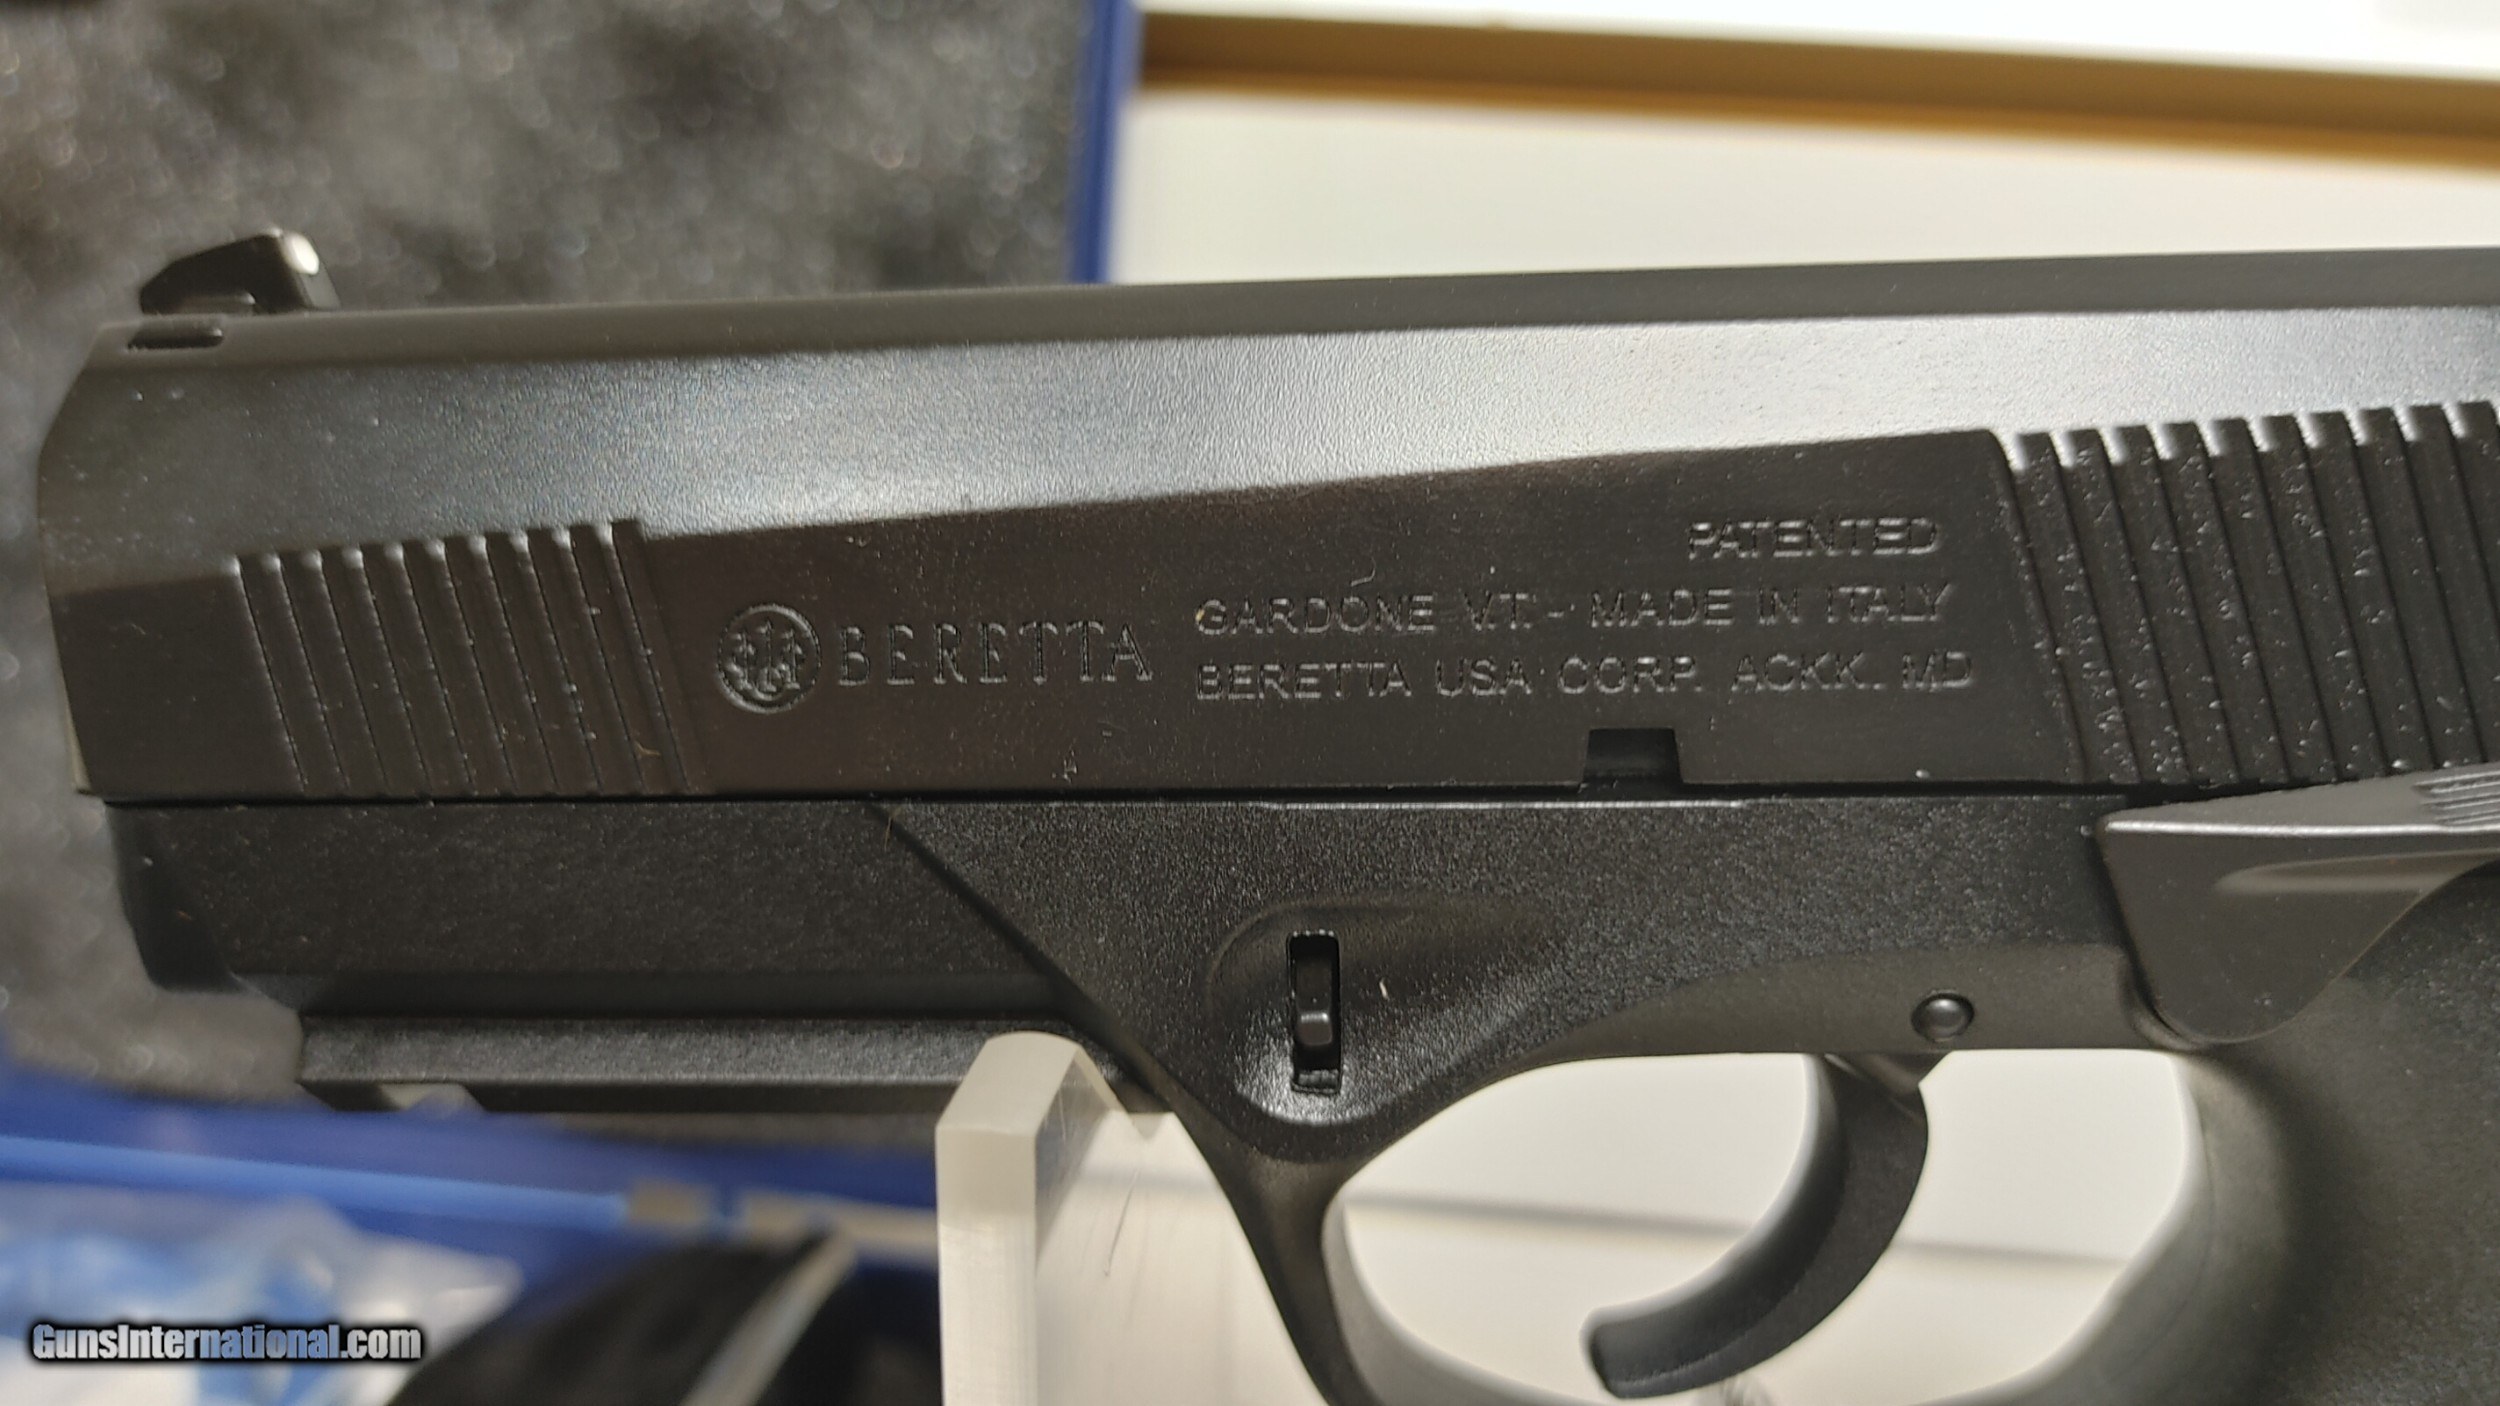 PATENTED
BERETTA GARDONE V.T. - MADE IN ITALY
BERETTA USA CORP. ACKK. MD
GunsInternational.com